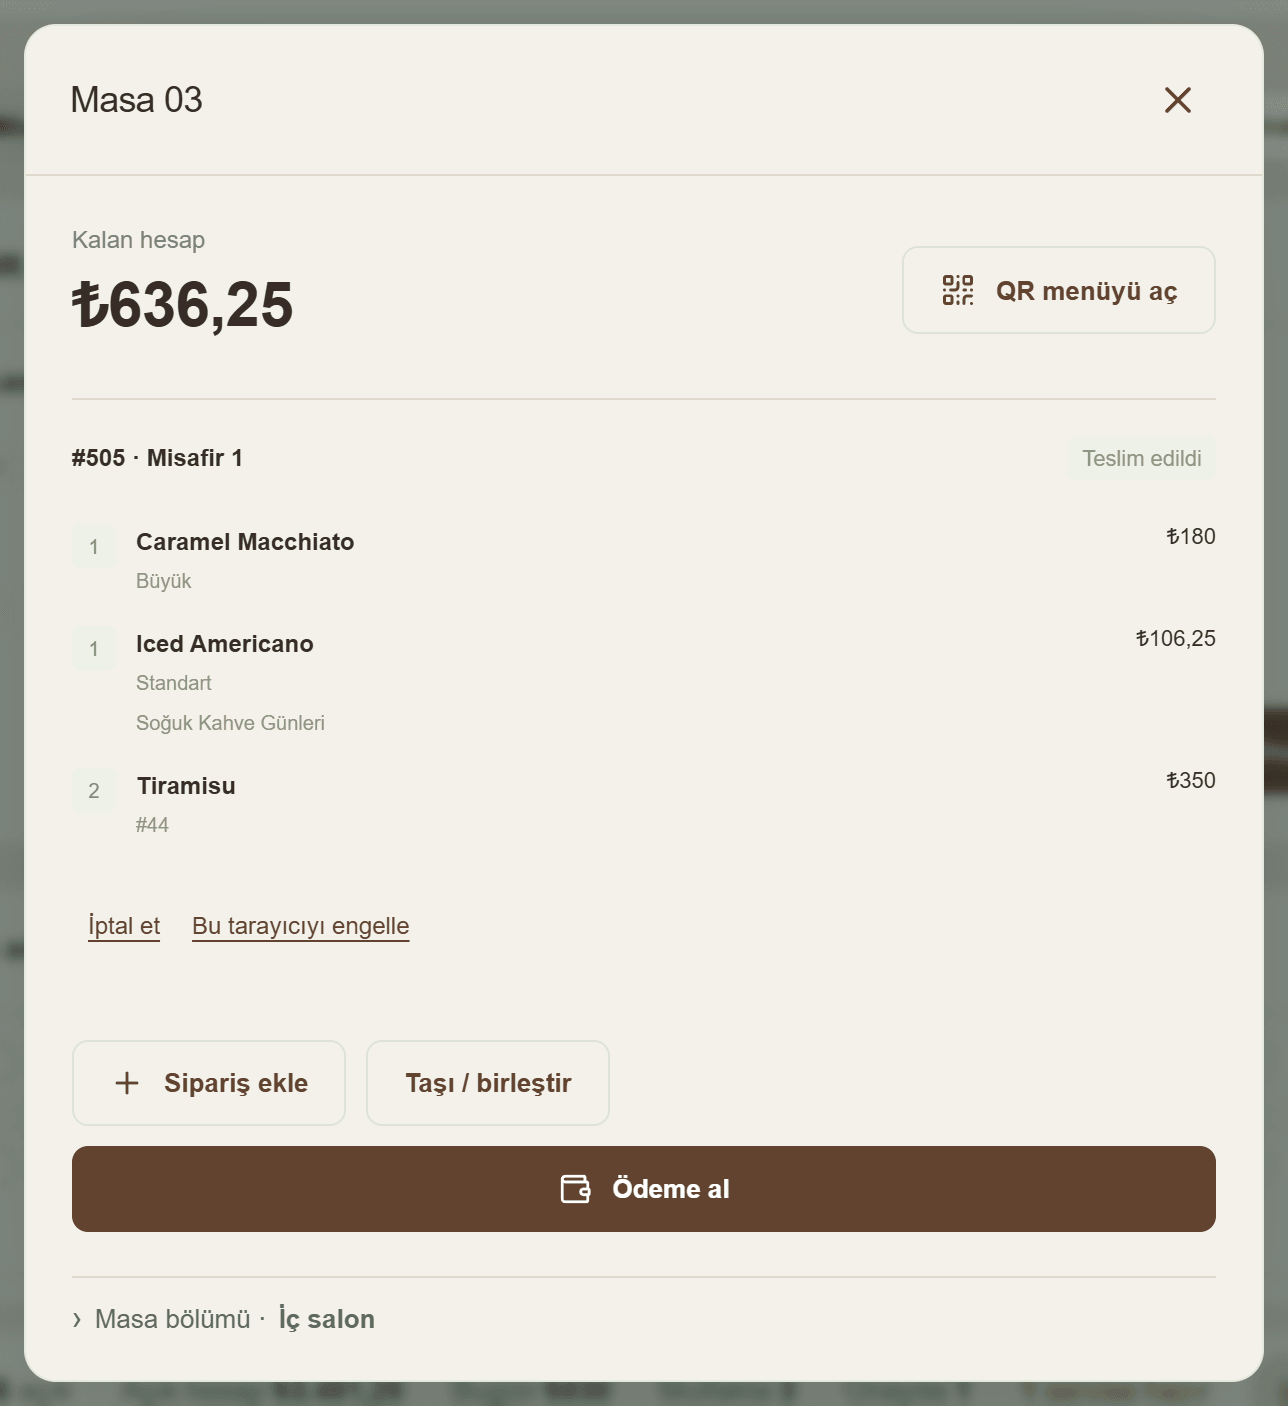 Masa 03
Kalan hesap
₺636,25
QR menüyü aç
#505 · Misafir 1
Teslim edildi
1 Caramel Macchiato ₺180
Büyük
1 Iced Americano ₺106,25
Standart
Soğuk Kahve Günleri
2 Tiramisu ₺350
#44
İptal et Bu tarayıcıyı engelle
Sipariş ekle Taşı / birleştir
Ödeme al
› Masa bölümü · İç salon